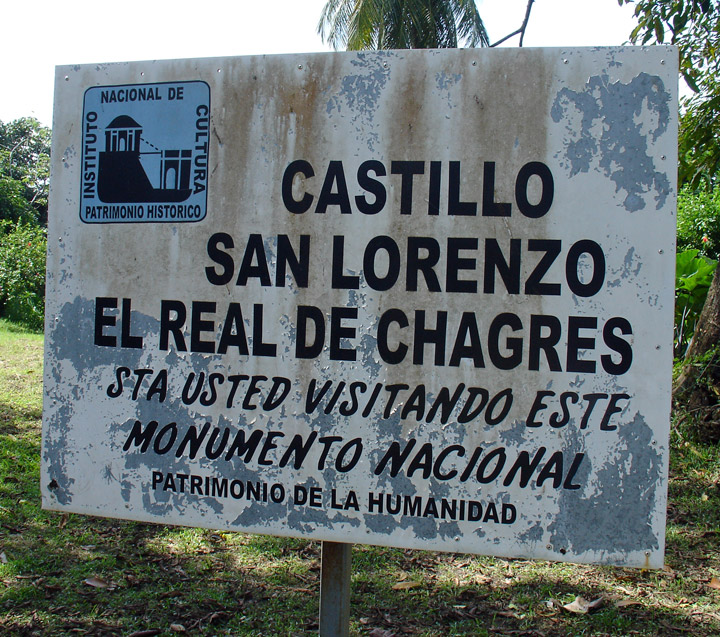 INSTITUTO NACIONAL DE CULTURA
PATRIMONIO HISTORICO
CASTILLO
SAN LORENZO
EL REAL DE CHAGRES
STA USTED VISITANDO ESTE
MONUMENTO NACIONAL
PATRIMONIO DE LA HUMANIDAD